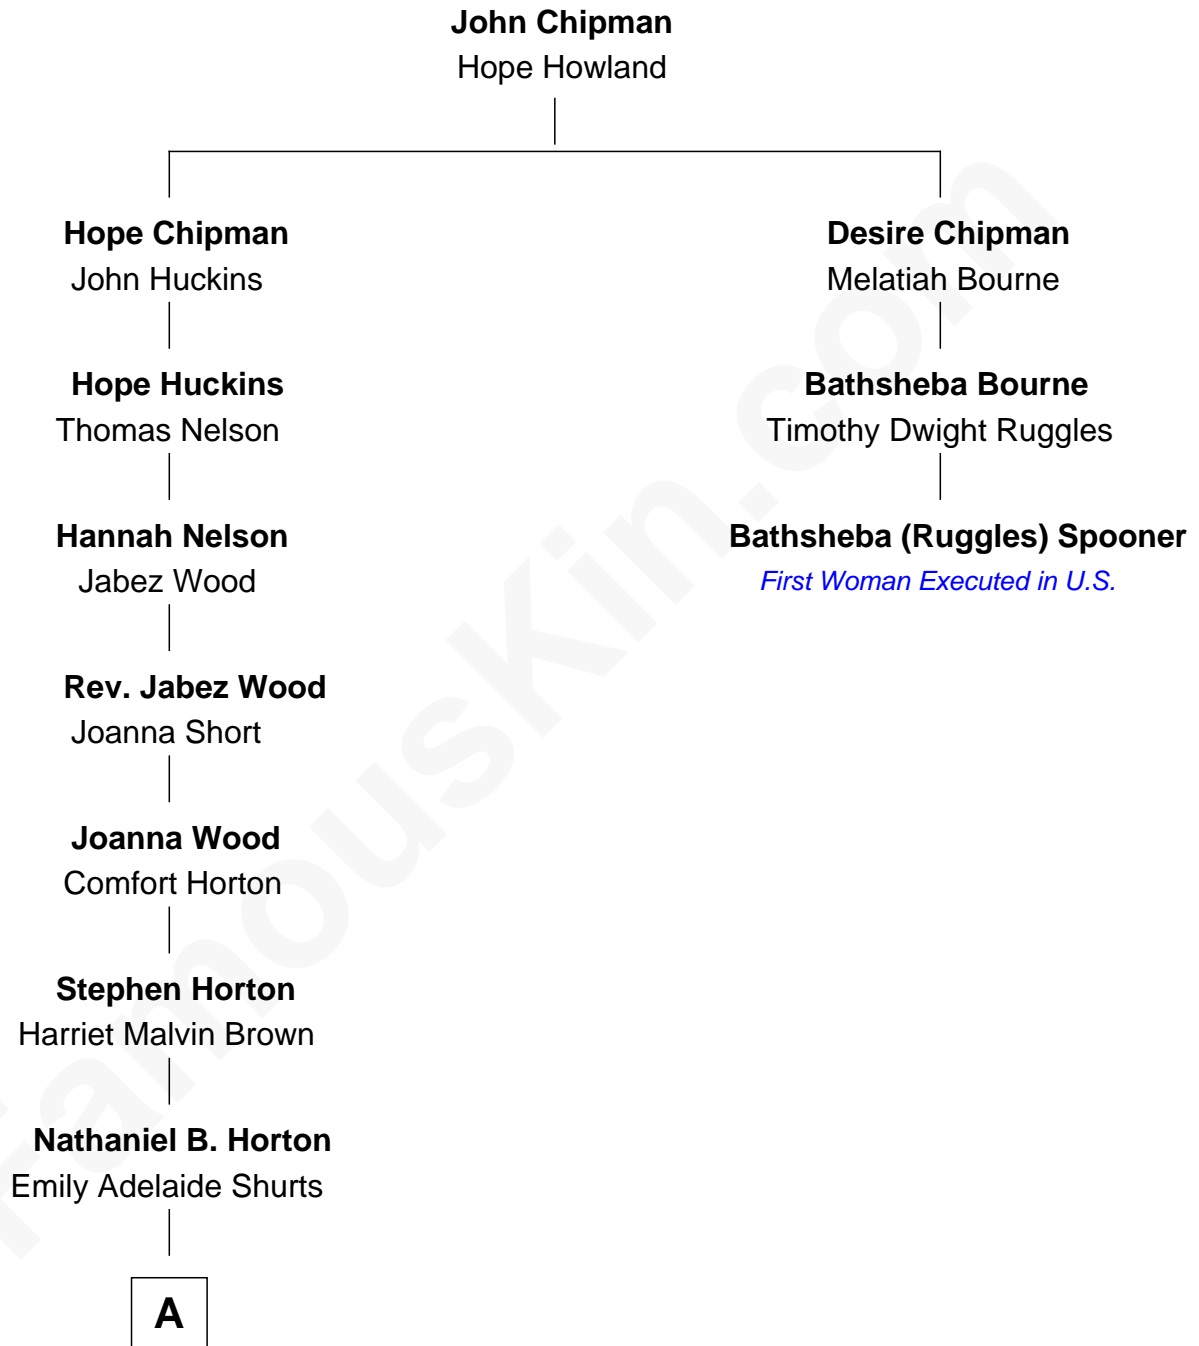 John Chipman
Hope Howland
Hope Chipman
John Huckins
Desire Chipman
Melatiah Bourne
Hope Huckins
Thomas Nelson
Bathsheba Bourne
Timothy Dwight Ruggles
Hannah Nelson
Jabez Wood
Bathsheba (Ruggles) Spooner
First Woman Executed in U.S.
Rev. Jabez Wood
Joanna Short
Joanna Wood
Comfort Horton
Stephen Horton
Harriet Malvin Brown
Nathaniel B. Horton
Emily Adelaide Shurts
A
FamousKin.com